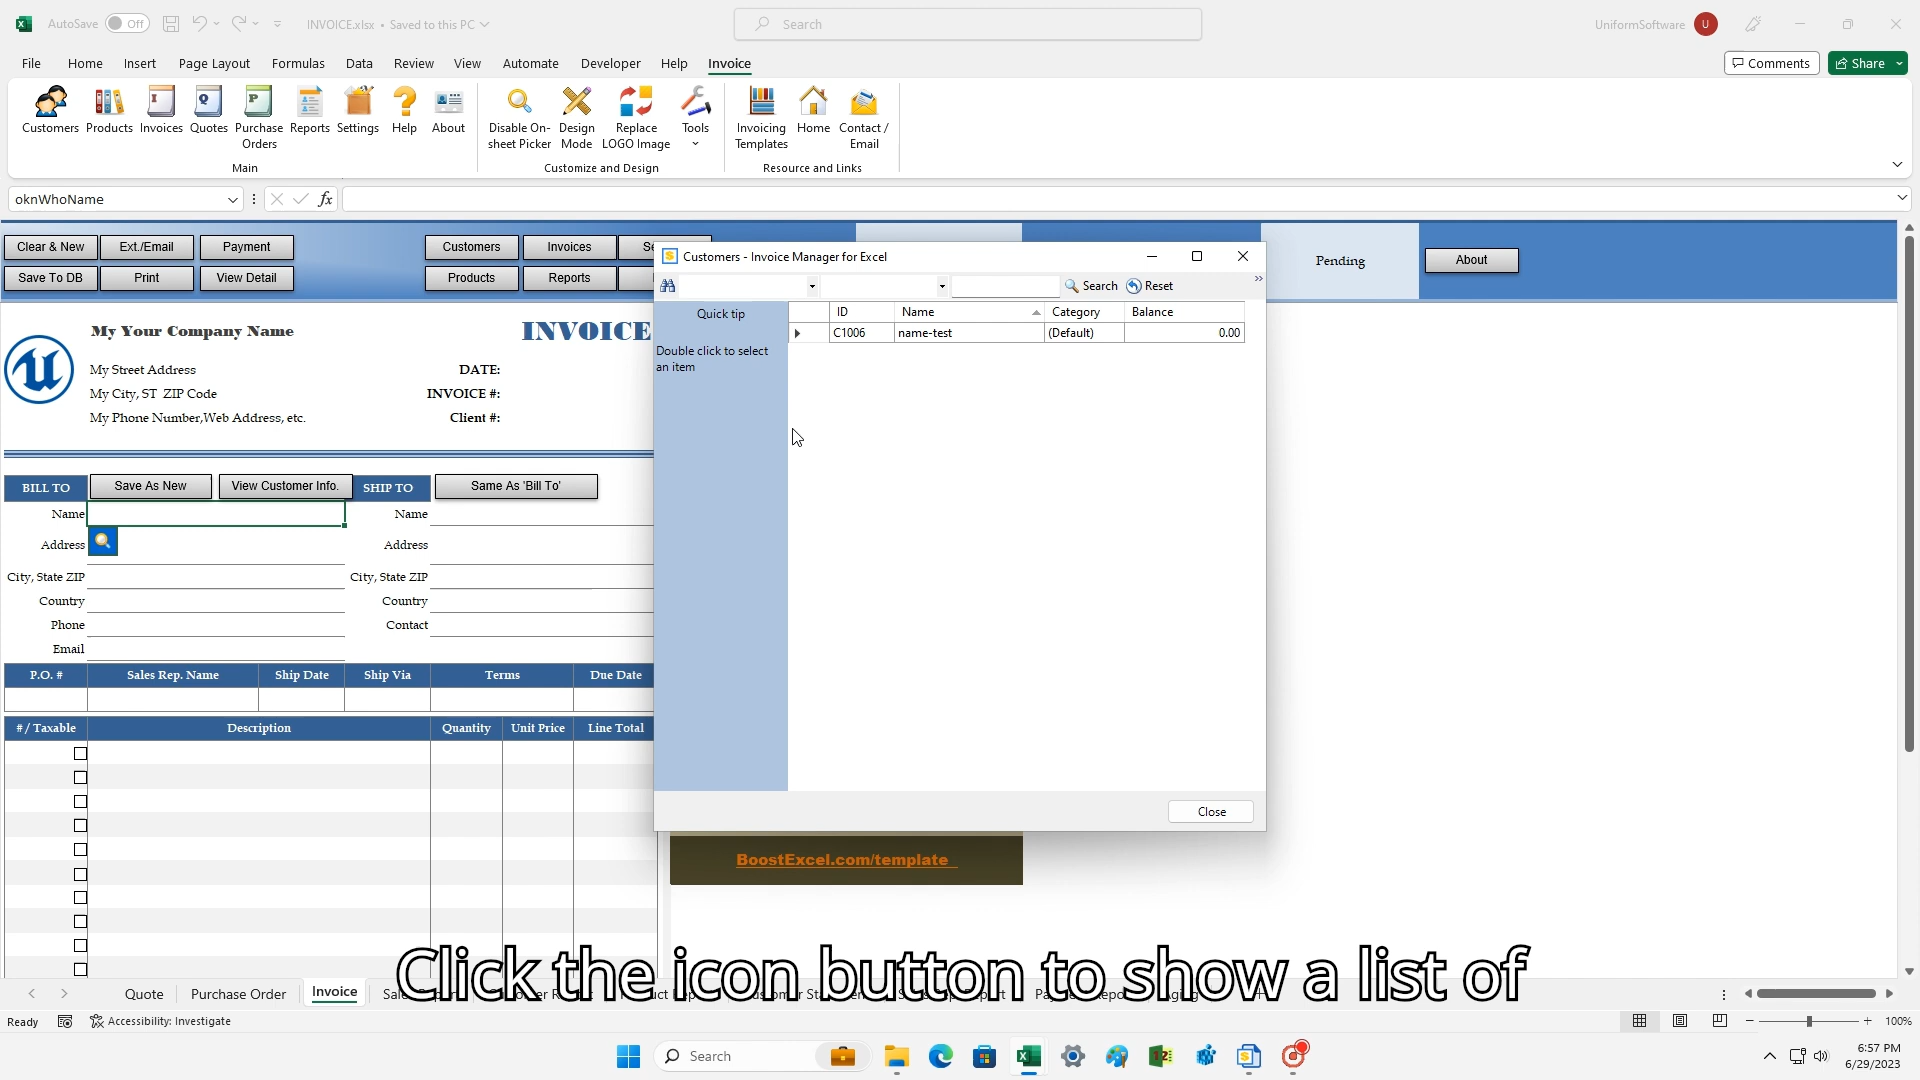 AutoSave Off INVOICE.xlsx • Saved to this PC Search UniformSoftware U
File Home Insert Page Layout Formulas Data Review View Automate Developer Help Invoice Comments Share
Customers Products Invoices Quotes Purchase Orders Reports Settings Help About
Disable On-sheet Picker Design Mode Replace LOGO Image Tools
Invoicing Templates Home Contact / Email
Main Customize and Design Resource and Links
oknWhoName fx
Clear & New Ext./Email Payment Customers Invoices Se
Save To DB Print View Detail Products Reports
Pending About
Customers - Invoice Manager for Excel
Search Reset
Quick tip
Double click to select
an item
ID Name Category Balance
C1006 name-test (Default) 0.00
Close
My Your Company Name INVOICE
My Street Address DATE:
My City, ST ZIP Code INVOICE #:
My Phone Number,Web Address, etc. Client #:
BILL TO Save As New View Customer Info. SHIP TO Same As 'Bill To'
Name Name
Address Address
City, State ZIP City, State ZIP
Country Country
Phone Contact
Email
P.O. # Sales Rep. Name Ship Date Ship Via Terms Due Date
# / Taxable Description Quantity Unit Price Line Total
BoostExcel.com/template
Click the icon button to show a list of
Quote Purchase Order Invoice
Ready Accessibility: Investigate 100%
Search
6:57 PM
6/29/2023